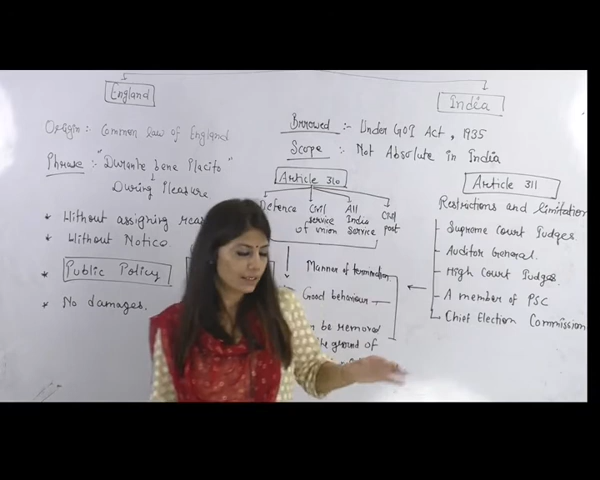 England
Origin :- Common law of England
Phrase :- "Durante bene Placito"
During Pleasure
* Without assigning
* Without Notice
* Public Policy
* No damages.
India
Borrowed :- Under GOI Act, 1935
Scope :- Not Absolute in India
Article 310
Defence
Civil service of union
All India Service
Civil post
Manner of termination
Good behaviour
be removed
ground of
Article 311
Restrictions and limitation
- Supreme Court Judges
- Auditor General.
- High Court Judges.
- A member of PSC
- Chief Election Commission